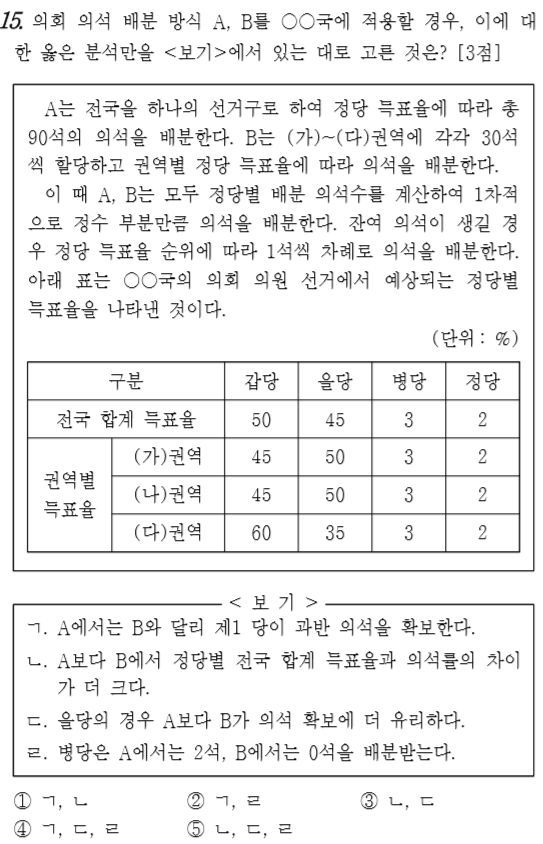 15. 의회 의석 배분 방식 A, B를 ○○국에 적용할 경우, 이에 대
한 옳은 분석만을 <보기>에서 있는 대로 고른 것은? [3점]
A는 전국을 하나의 선거구로 하여 정당 득표율에 따라 총
90석의 의석을 배분한다. B는 (가)~(다)권역에 각각 30석
씩 할당하고 권역별 정당 득표율에 따라 의석을 배분한다.
이 때 A, B는 모두 정당별 배분 의석수를 계산하여 1차적
으로 정수 부분만큼 의석을 배분한다. 잔여 의석이 생길 경
우 정당 득표율 순위에 따라 1석씩 차례로 의석을 배분한다.
아래 표는 ○○국의 의회 의원 선거에서 예상되는 정당별
득표율을 나타낸 것이다.
(단위 : %)
구분 갑당 을당 병당 정당
전국 합계 득표율 50 45 3 2
권역별 득표율
(가)권역 45 50 3 2
(나)권역 45 50 3 2
(다)권역 60 35 3 2
< 보 기 >
ㄱ. A에서는 B와 달리 제1 당이 과반 의석을 확보한다.
ㄴ. A보다 B에서 정당별 전국 합계 득표율과 의석률의 차이
가 더 크다.
ㄷ. 을당의 경우 A보다 B가 의석 확보에 더 유리하다.
ㄹ. 병당은 A에서는 2석, B에서는 0석을 배분받는다.
① ㄱ, ㄴ ② ㄱ, ㄹ ③ ㄴ, ㄷ
④ ㄱ, ㄷ, ㄹ ⑤ ㄴ, ㄷ, ㄹ